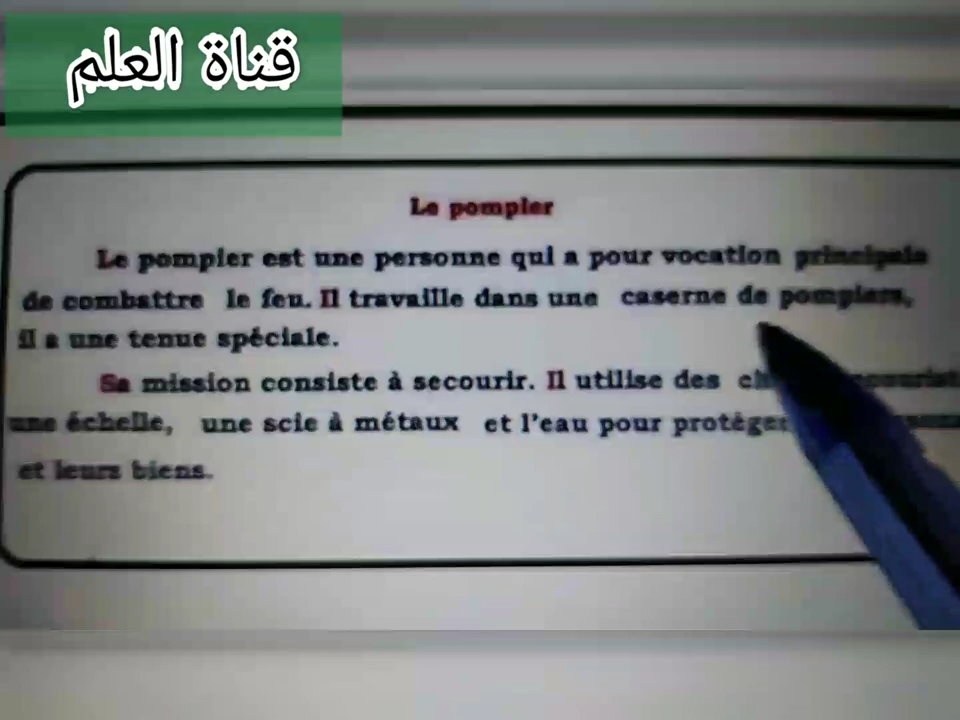 قناة العلم
Le pompier
Le pompier est une personne qui a pour vocation principale
de combattre le feu. Il travaille dans une caserne de pompiers,
il a une tenue spéciale.
Sa mission consiste à secourir. Il utilise des
une échelle, une scie à métaux et l'eau pour protéger
et leurs biens.